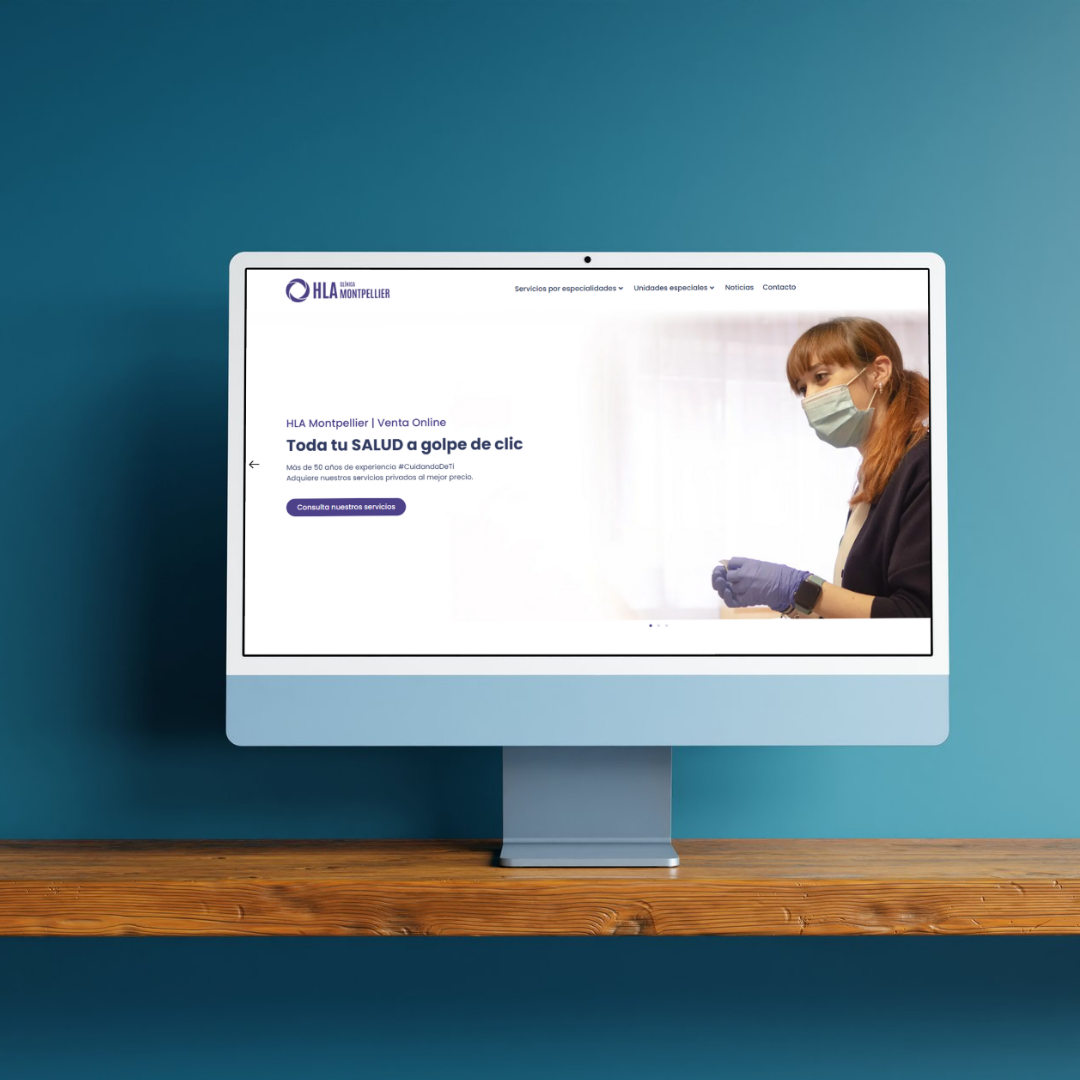 HLA CLÍNICA MONTPELLIER
Servicios por especialidades Unidades especiales Noticias Contacto
HLA Montpellier | Venta Online
Toda tu SALUD a golpe de clic
Más de 50 años de experiencia #CuidandoDeTi
Adquiere nuestros servicios privados al mejor precio.
Consulta nuestros servicios